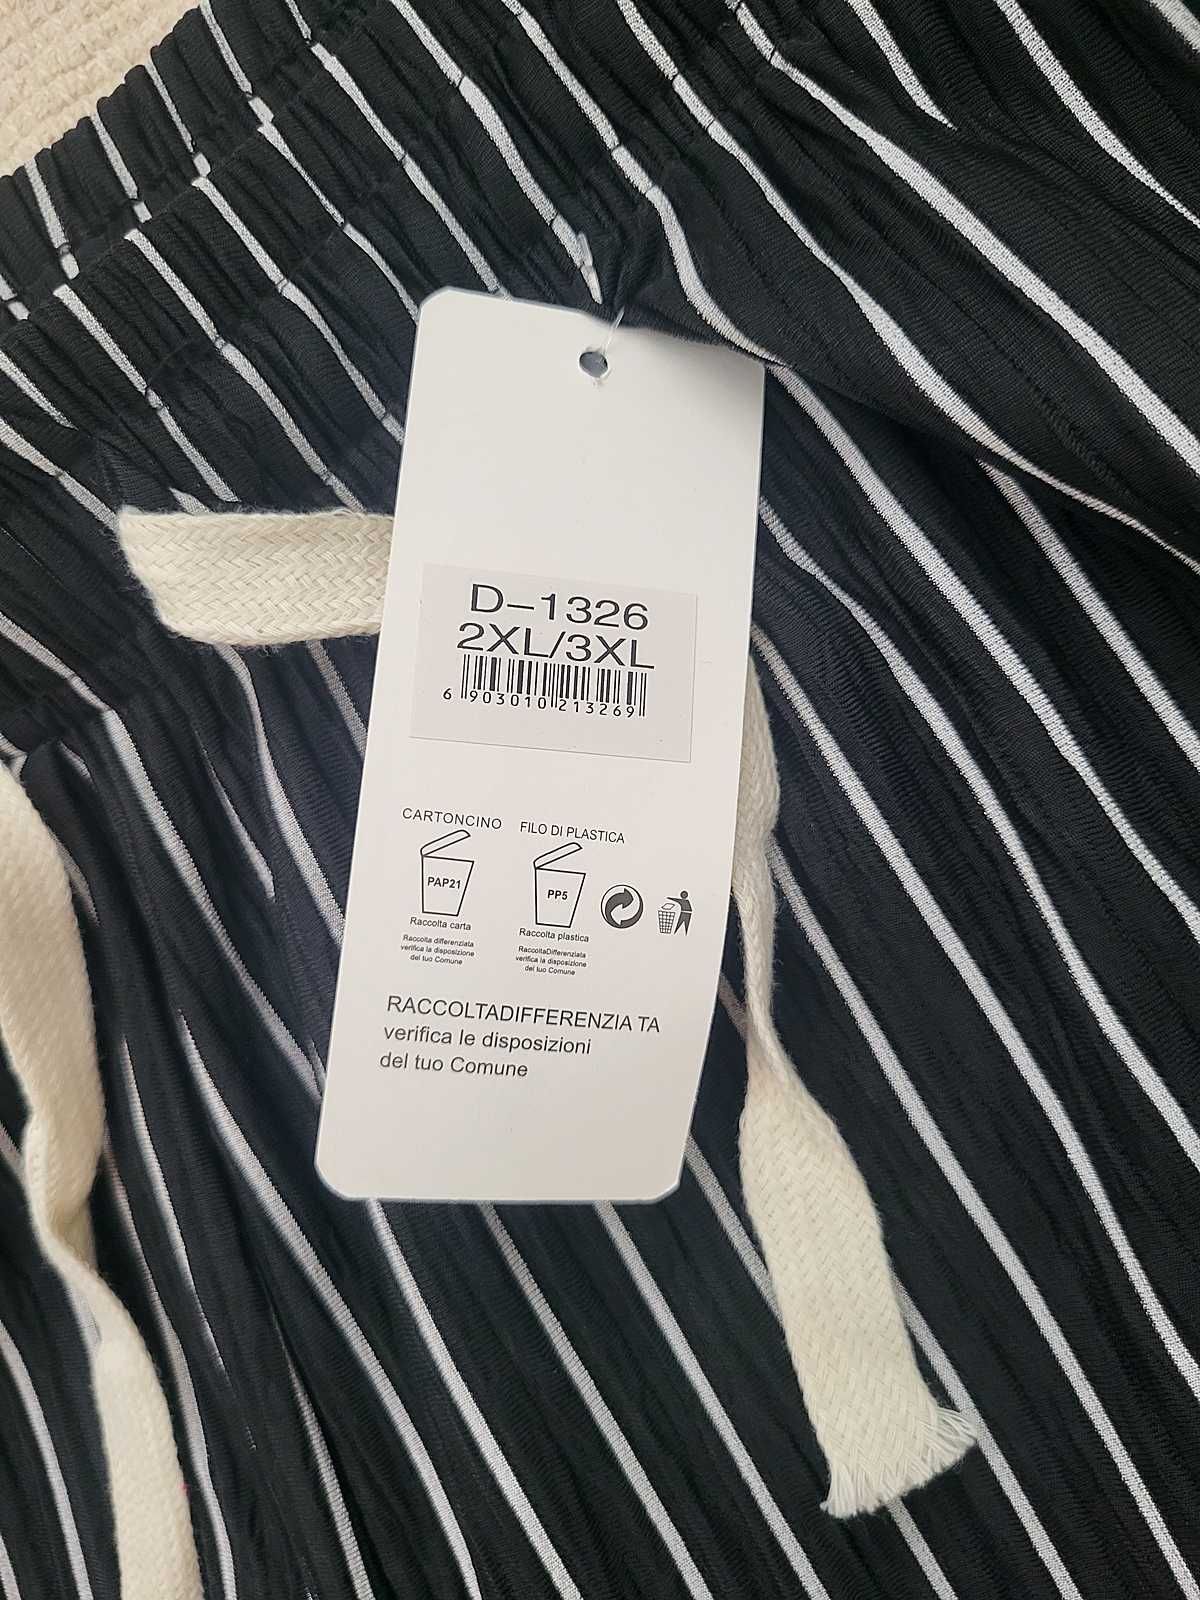 D-1326
2XL/3XL
6 903010 213269
CARTONCINO FILO DI PLASTICA
PAP21 PP5
Raccolta carta Raccolta plastica
Raccolta differenziata
verifica la disposizione
del tuo Comune
RaccoltaDifferenziata
verifica la disposizione
del tuo Comune
RACCOLTADIFFERENZIA TA
verifica le disposizioni
del tuo Comune